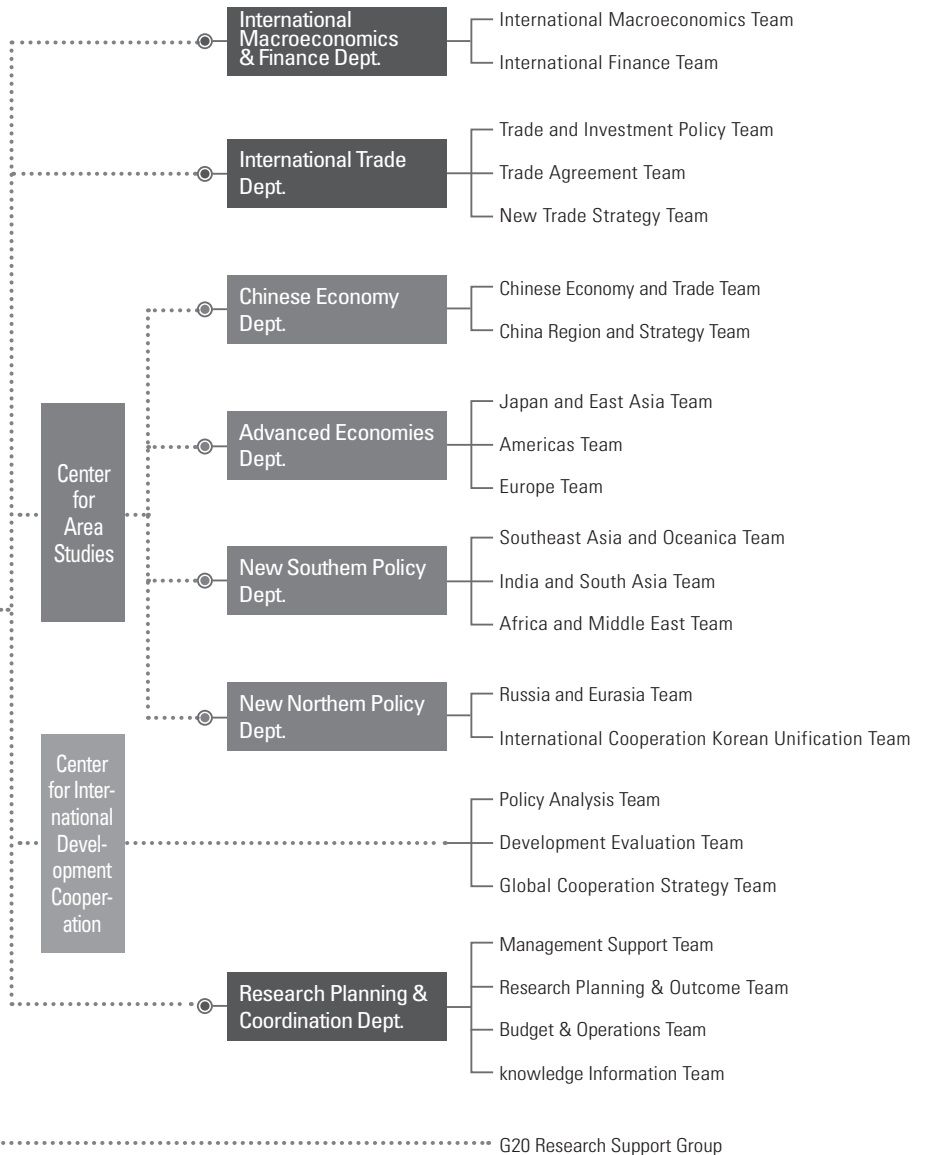 International
Macroeconomics
& Finance Dept.
International Macroeconomics Team
International Finance Team
International Trade
Dept.
Trade and Investment Policy Team
Trade Agreement Team
New Trade Strategy Team
Center
for
Area
Studies
Chinese Economy
Dept.
Chinese Economy and Trade Team
China Region and Strategy Team
Advanced Economies
Dept.
Japan and East Asia Team
Americas Team
Europe Team
New Southem Policy
Dept.
Southeast Asia and Oceanica Team
India and South Asia Team
Africa and Middle East Team
New Northem Policy
Dept.
Russia and Eurasia Team
International Cooperation Korean Unification Team
Center
for Inter-
national
Devel-
opment
Cooper-
ation
Policy Analysis Team
Development Evaluation Team
Global Cooperation Strategy Team
Research Planning &
Coordination Dept.
Management Support Team
Research Planning & Outcome Team
Budget & Operations Team
knowledge Information Team
G20 Research Support Group